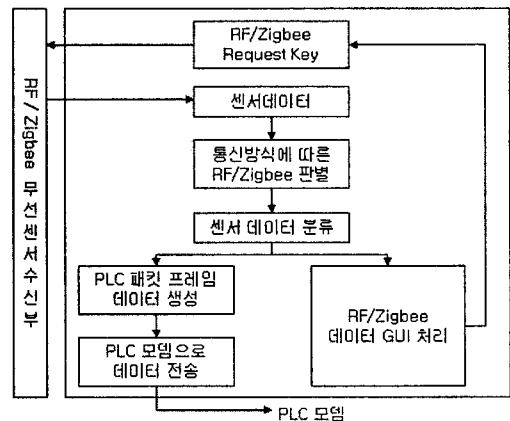 RF/Zigbee
Request Key
RF/Zigbee 무선센서수신부
센서데이터
통신방식에 따른
RF/Zigbee 판별
센서 데이터 분류
PLC 패킷 프레임
데이터 생성
RF/Zigbee
데이터 GUI 처리
PLC 모뎀으로
데이터 전송
PLC 모뎀